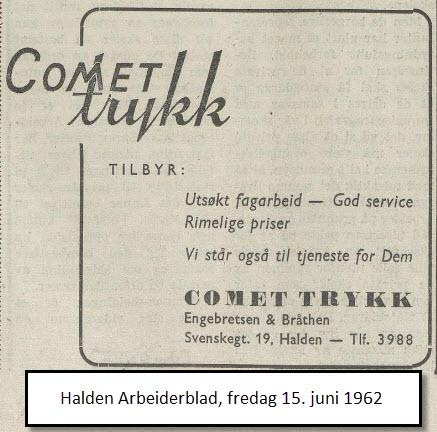 COMET
trykk
TILBYR:
Utsøkt fagarbeid — God service
Rimelige priser
Vi står også til tjeneste for Dem
COMET TRYKK
Engebretsen & Bråthen
Svenskegt. 19, Halden — Tlf. 3988
Halden Arbeiderblad, fredag 15. juni 1962